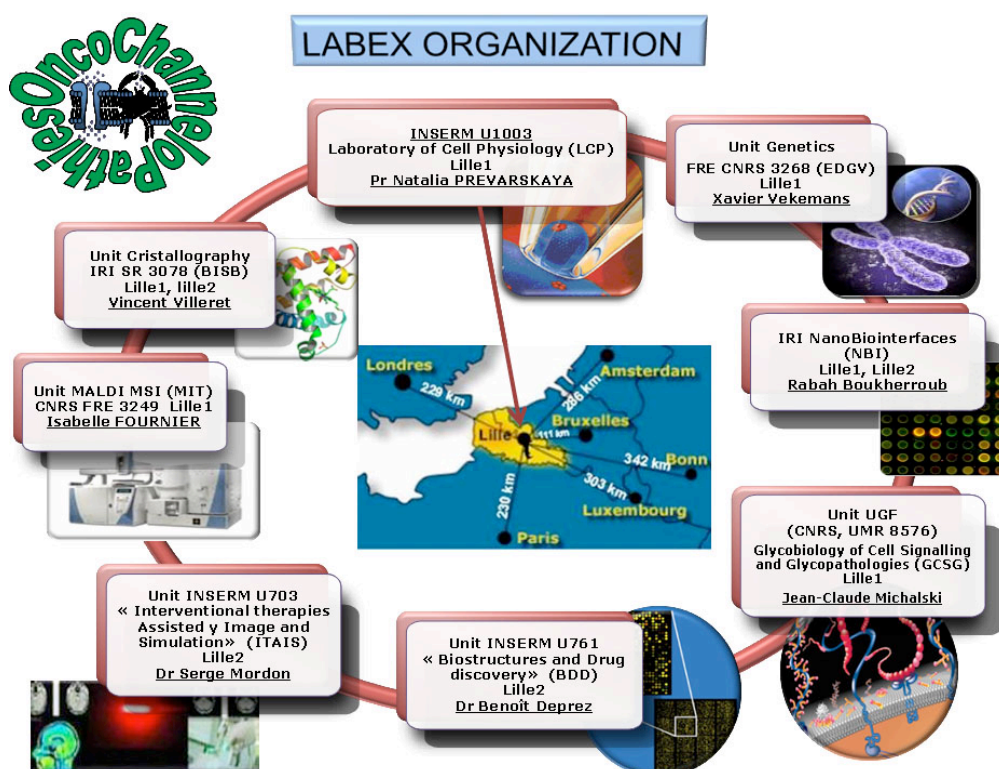 OncoChannelopathies
LABEX ORGANIZATION
INSERM U1003
Laboratory of Cell Physiology (LCP)
Lille1
Pr Natalia PREVARSKAYA
Unit Genetics
FRE CNRS 3268 (EDGV)
Lille1
Xavier Vekemans
Unit Cristallography
IRI SR 3078 (BISB)
Lille1, lille2
Vincent Villeret
IRI NanoBiointerfaces
(NBI)
Lille1, Lille2
Rabah Boukherroub
Unit MALDI MSI (MIT)
CNRS FRE 3249 Lille1
Isabelle FOURNIER
Londres
229 km
Amsterdam
286 km
Lille
111 km
Bruxelles
342 km
Bonn
303 km
Luxembourg
230 km
Paris
Unit UGF
(CNRS, UMR 8576)
Glycobiology of Cell Signalling
and Glycopathologies (GCSG)
Lille1
Jean-Claude Michalski
Unit INSERM U703
« Interventional therapies
Assisted y Image and
Simulation» (ITAIS)
Lille2
Dr Serge Mordon
Unit INSERM U761
« Biostructures and Drug
discovery» (BDD)
Lille2
Dr Benoît Deprez